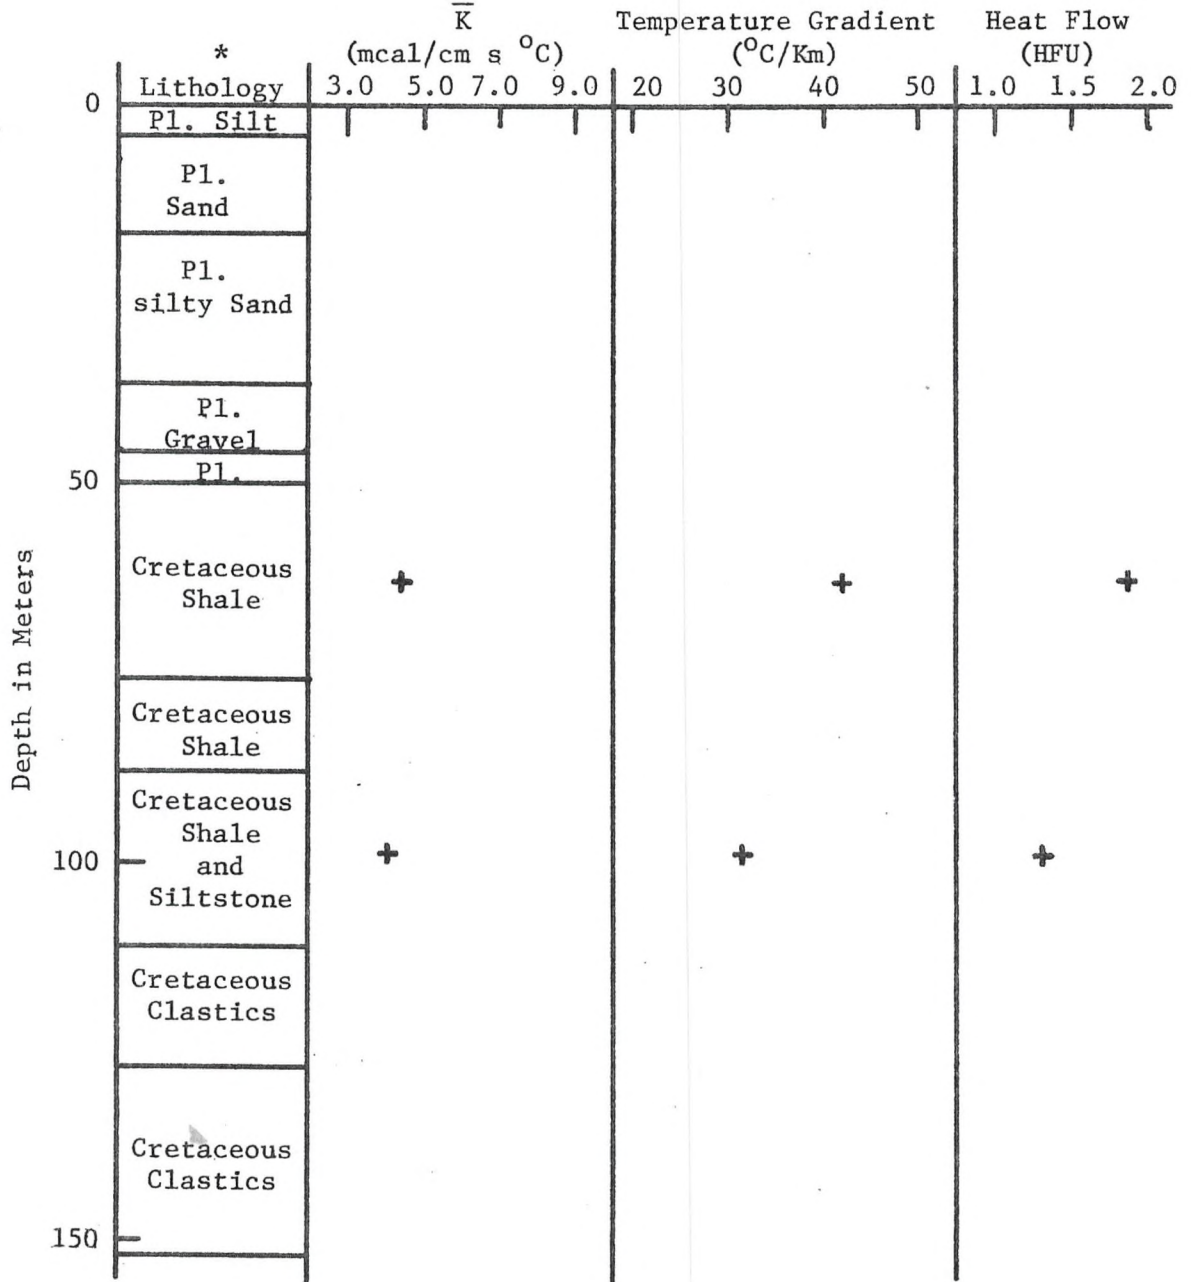 K̅ Temperature Gradient Heat Flow
* (mcal/cm s °C) (°C/Km) (HFU)
Lithology 3.0 5.0 7.0 9.0 20 30 40 50 1.0 1.5 2.0
0
Pl. Silt
Pl.
Sand
Pl.
silty Sand
Pl.
Gravel
50 Pl.
Cretaceous
Shale
Cretaceous
Shale
Cretaceous
Shale
100 and
Siltstone
Cretaceous
Clastics
Cretaceous
Clastics
150
Depth in Meters